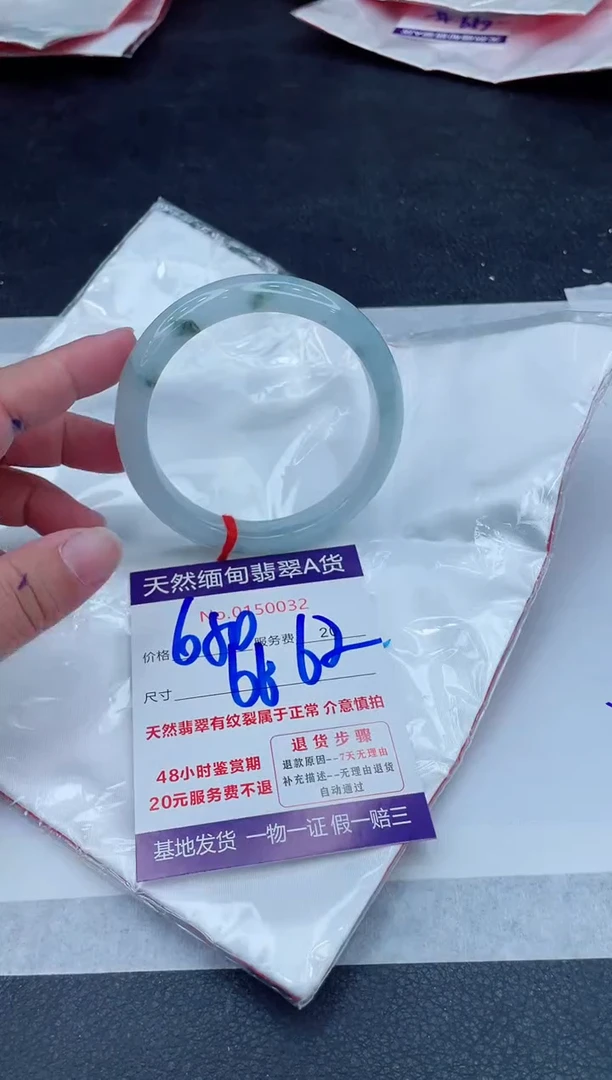 天然缅甸翡翠A货
No.0150032
价格 680 服务费 20
66 62
尺寸
天然翡翠有纹裂属于正常 介意慎拍
48小时鉴赏期
20元服务费不退
退货步骤
退款原因--7天无理由
补充描述--无理由退货
自动通过
基地发货 一物一证 假一赔三